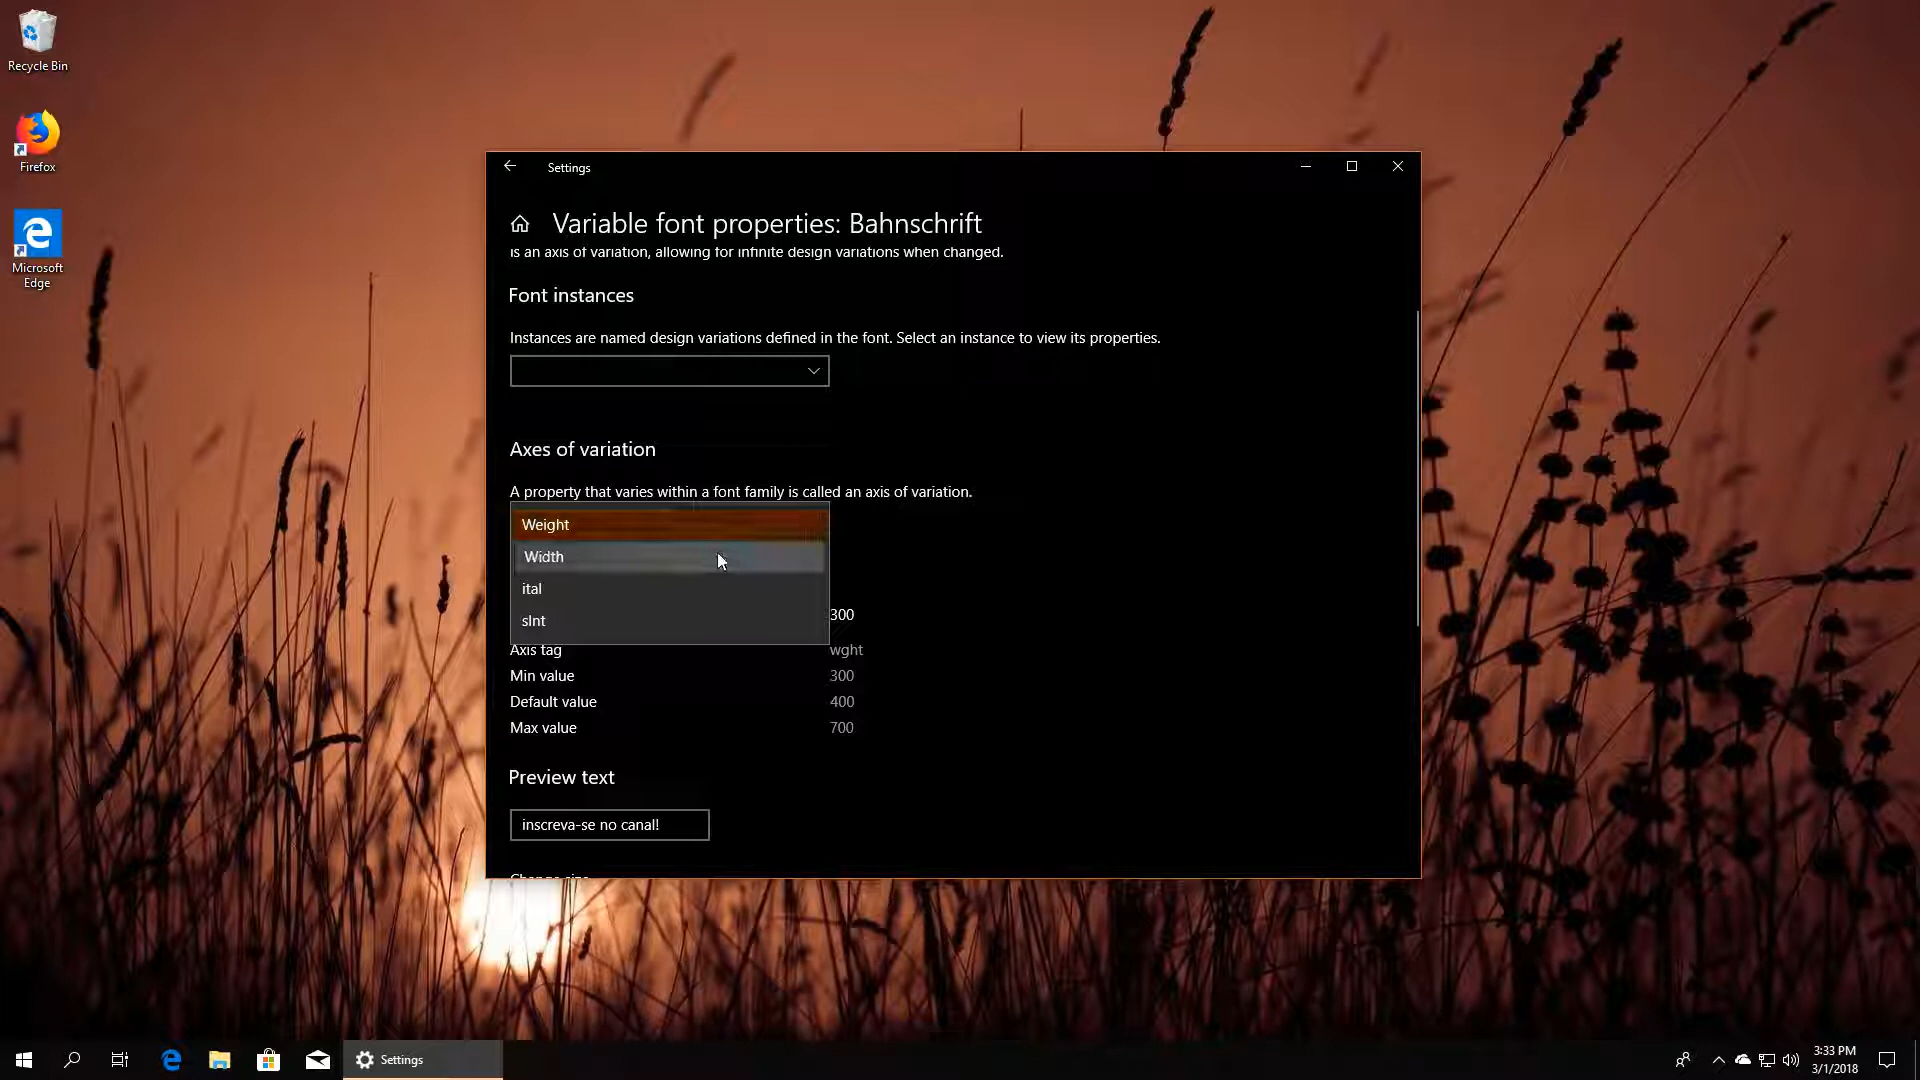 Recycle Bin
Firefox
Microsoft
Edge
Settings
Variable font properties: Bahnschrift
is an axis of variation, allowing for infinite design variations when changed.
Font instances
Instances are named design variations defined in the font. Select an instance to view its properties.
Axes of variation
A property that varies within a font family is called an axis of variation.
Weight
Width
ital
slnt
300
Axis tag wght
Min value 300
Default value 400
Max value 700
Preview text
inscreva-se no canal!
Change size
Settings
3:33 PM
3/1/2018